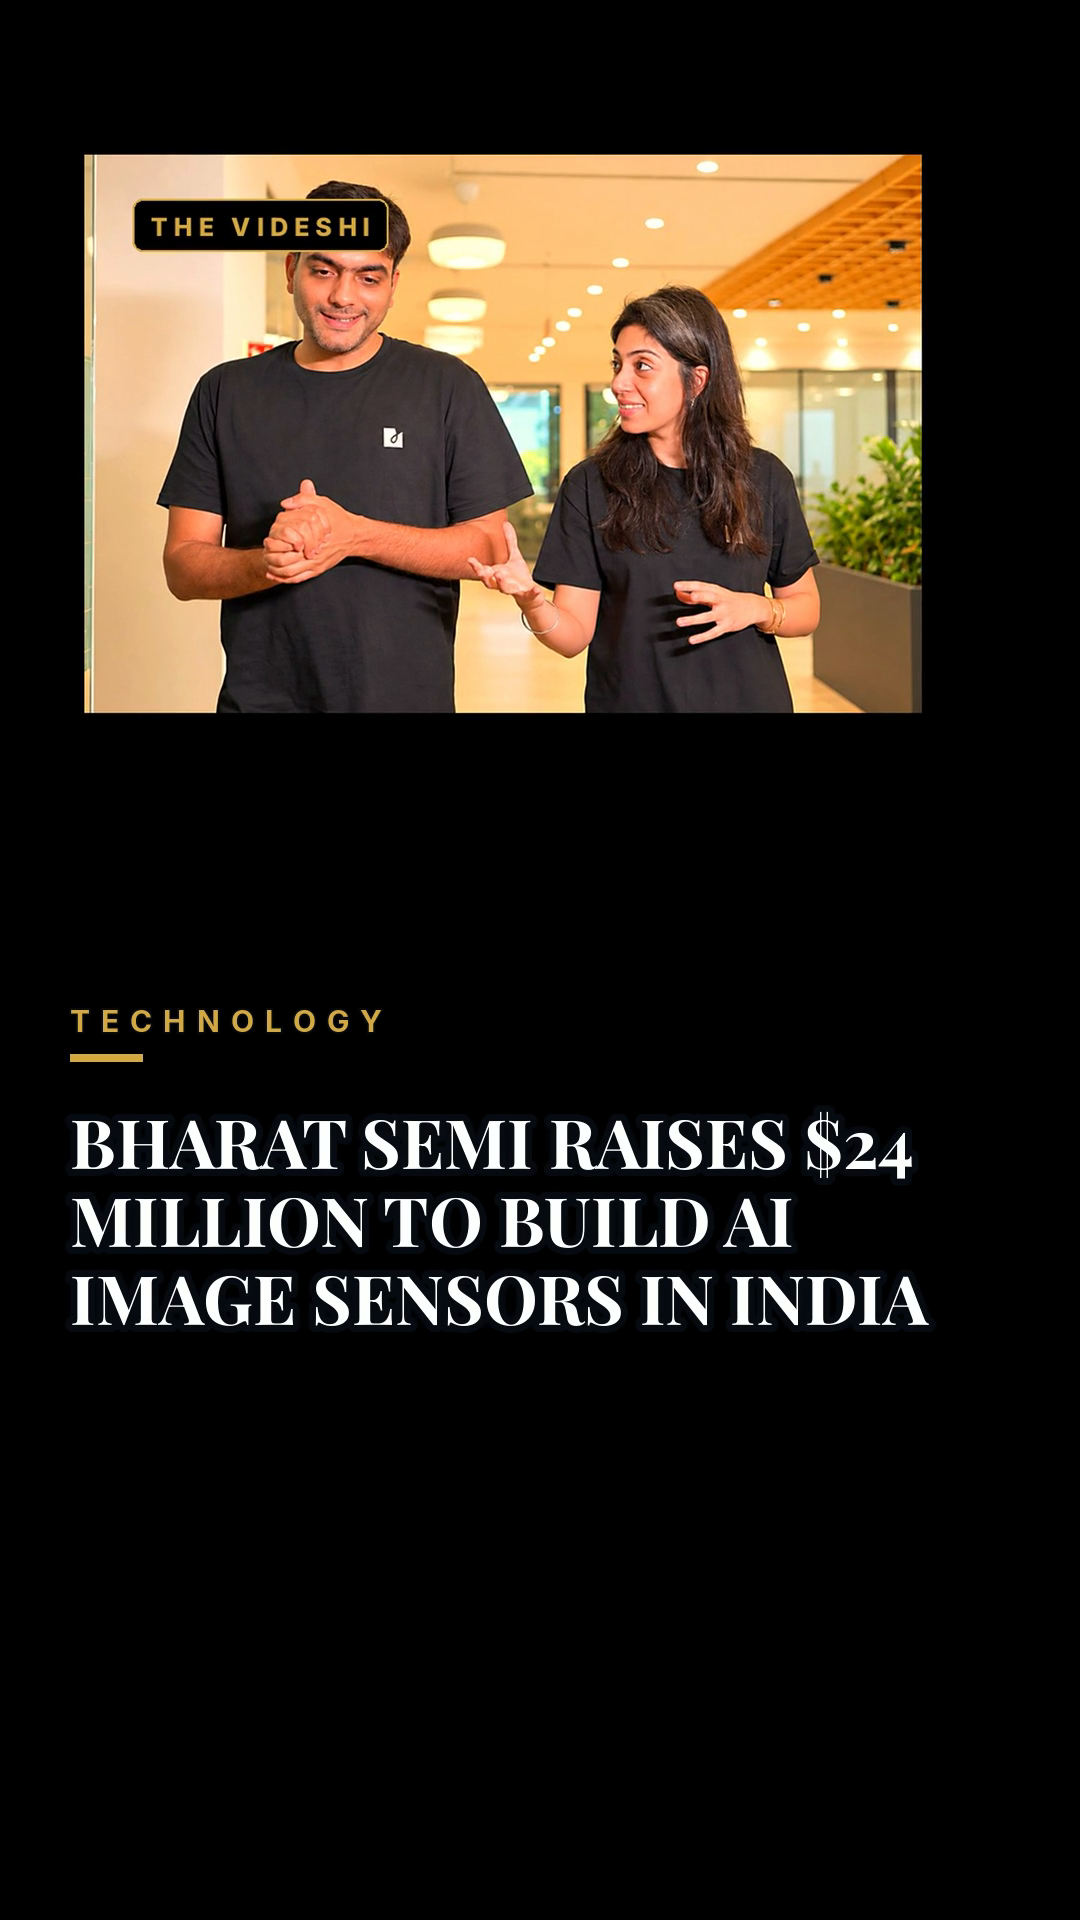 THE VIDESHI
TECHNOLOGY
BHARAT SEMI RAISES $24
MILLION TO BUILD AI
IMAGE SENSORS IN INDIA